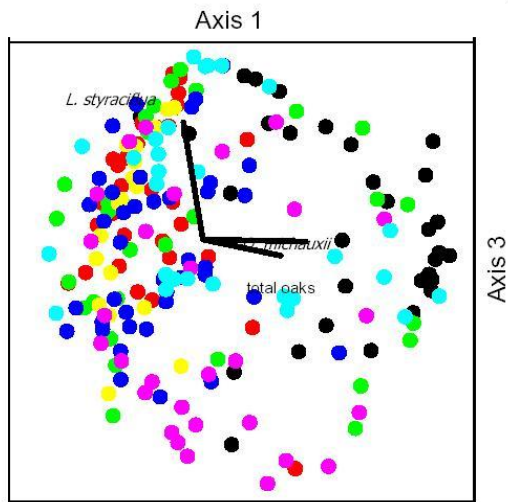 Axis 1
L. styraciflua
Axis 3
michauxii
total oaks